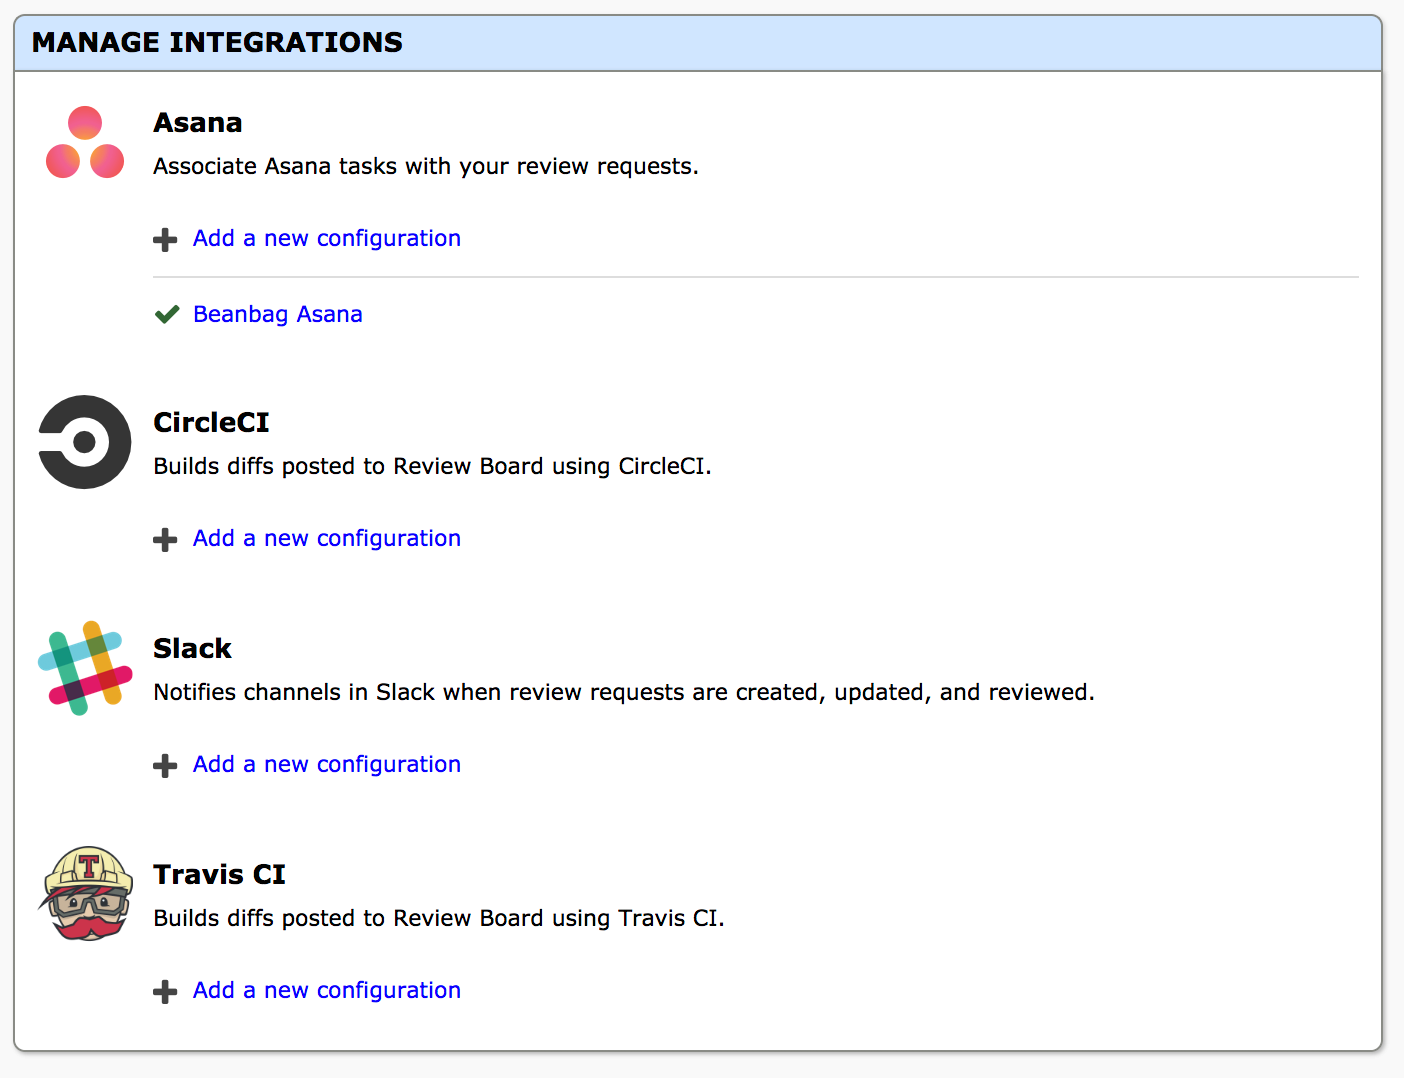 MANAGE INTEGRATIONS
Asana
Associate Asana tasks with your review requests.
Add a new configuration
Beanbag Asana
CircleCI
Builds diffs posted to Review Board using CircleCI.
Add a new configuration
Slack
Notifies channels in Slack when review requests are created, updated, and reviewed.
Add a new configuration
T
Travis CI
Builds diffs posted to Review Board using Travis CI.
Add a new configuration